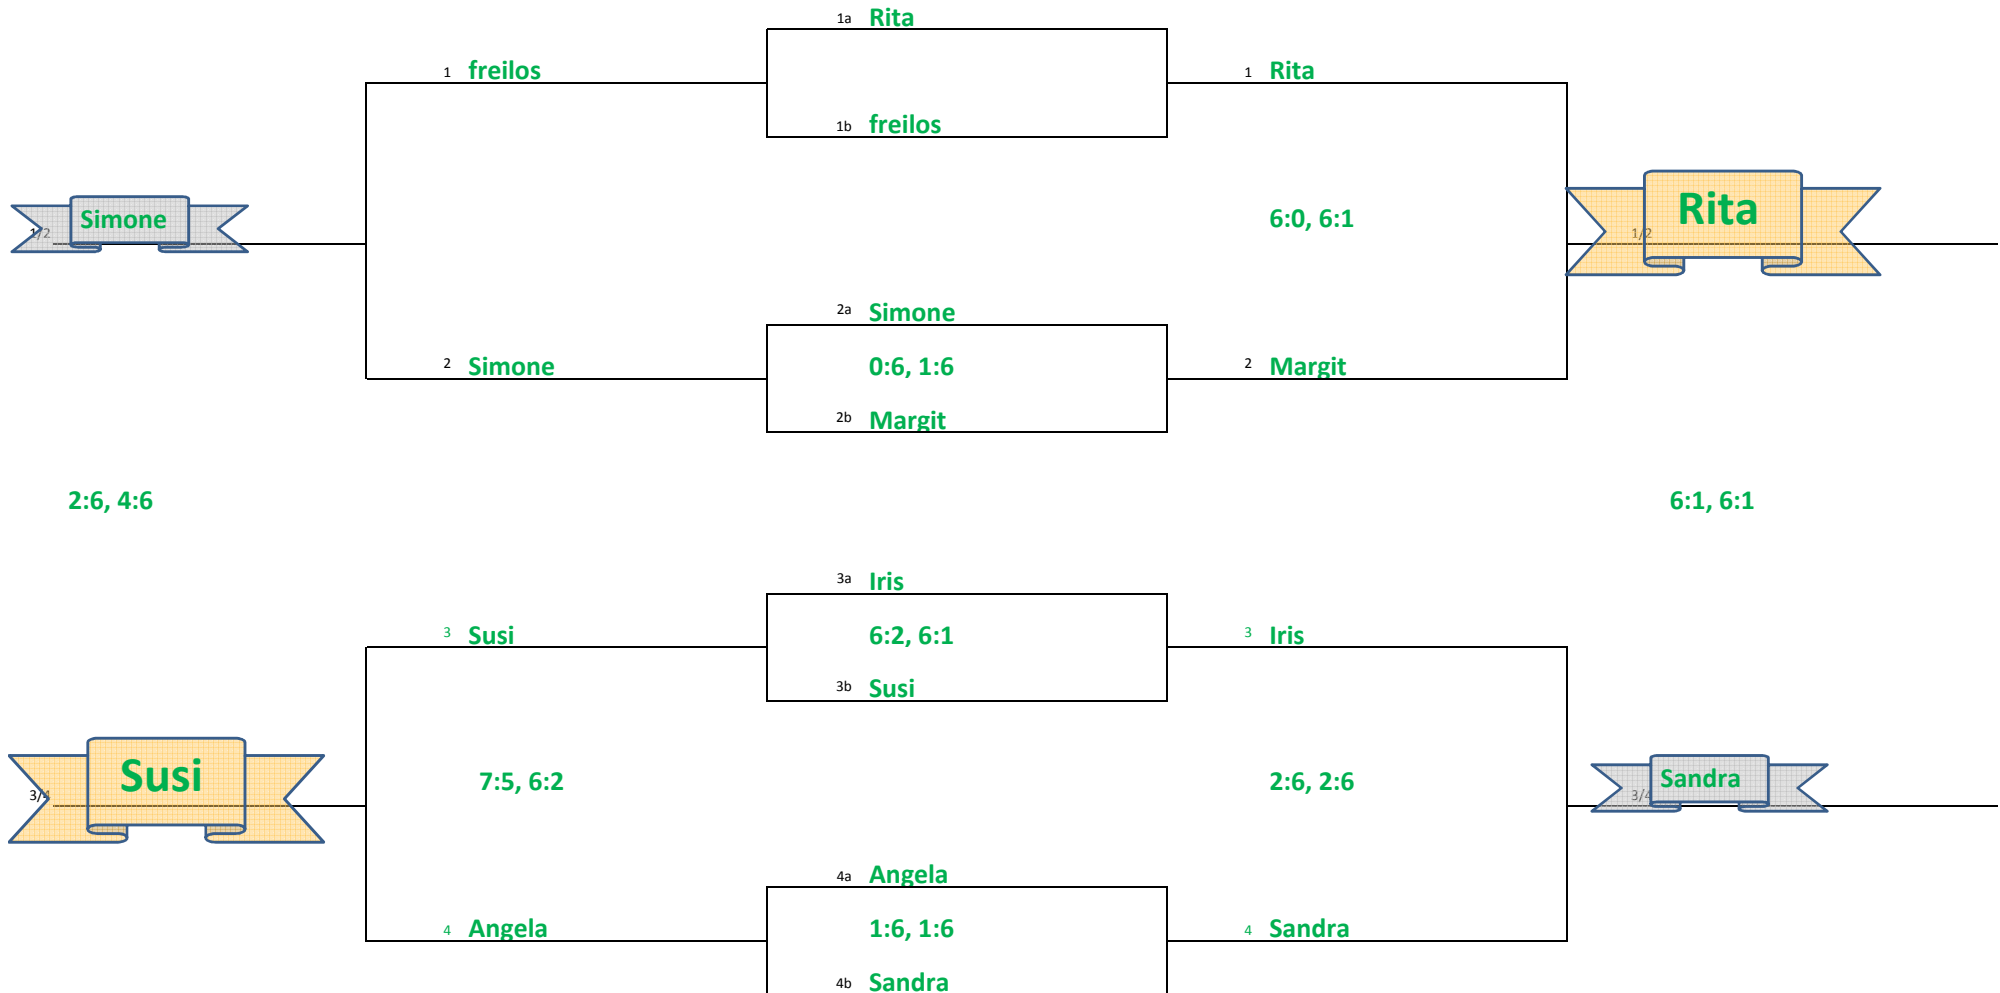 1a Rita
1 freilos
1 Rita
1b freilos
Simone
1/2
6:0, 6:1
Rita
1/2
2a Simone
2 Simone
0:6, 1:6
2 Margit
2b Margit
2:6, 4:6
6:1, 6:1
3a Iris
3 Susi
6:2, 6:1
3 Iris
3b Susi
Susi
3/4
7:5, 6:2
2:6, 2:6
Sandra
3/4
4a Angela
4 Angela
1:6, 1:6
4 Sandra
4b Sandra